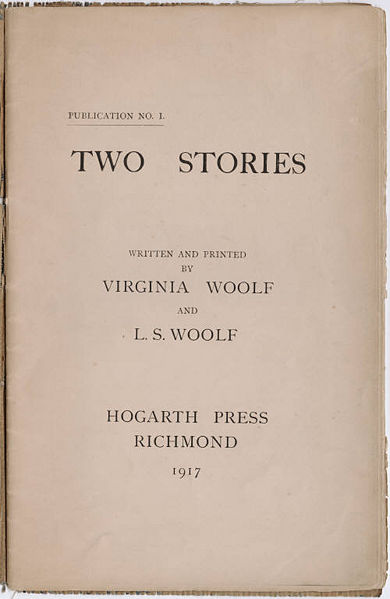 PUBLICATION NO. I.
TWO STORIES
WRITTEN AND PRINTED
BY
VIRGINIA WOOLF
AND
L. S. WOOLF
HOGARTH PRESS
RICHMOND
1917